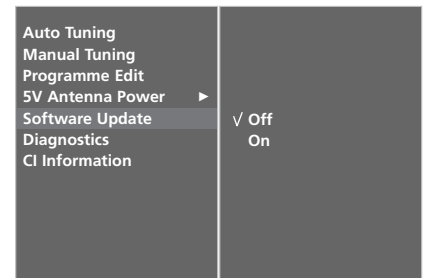 Auto Tuning
Manual Tuning
Programme Edit
5V Antenna Power ►
Software Update
Diagnostics
CI Information
√ Off
On